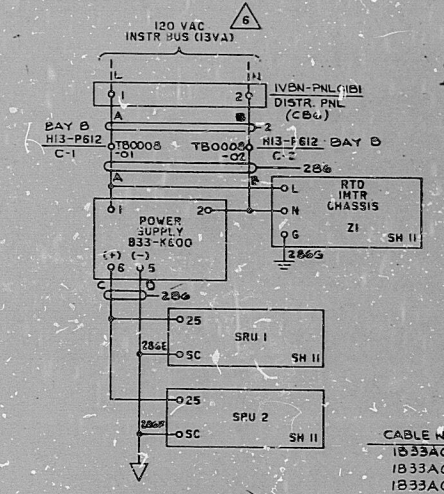 6
120 VAC
INSTR BUS (13VA)
L
N
1
2
1VBN-PNL01B1
DISTR. PNL
(CB6)
A
B
2
BAY B
H13-P612
C-1
TB0008
-01
TB0008
-02
H13-P612 BAY B
C-2
286
A
B
L
N
G
RTD
IMTR
CHASSIS
Z1
SH 11
286G
1
2
POWER
SUPPLY
B33-K600
(+) (-)
6 5
C
D
286
25
SC
SRU 1
SH 11
286E
25
SC
SRU 2
SH 11
286F
CABLE N
1B33A
1B33A
1B33A